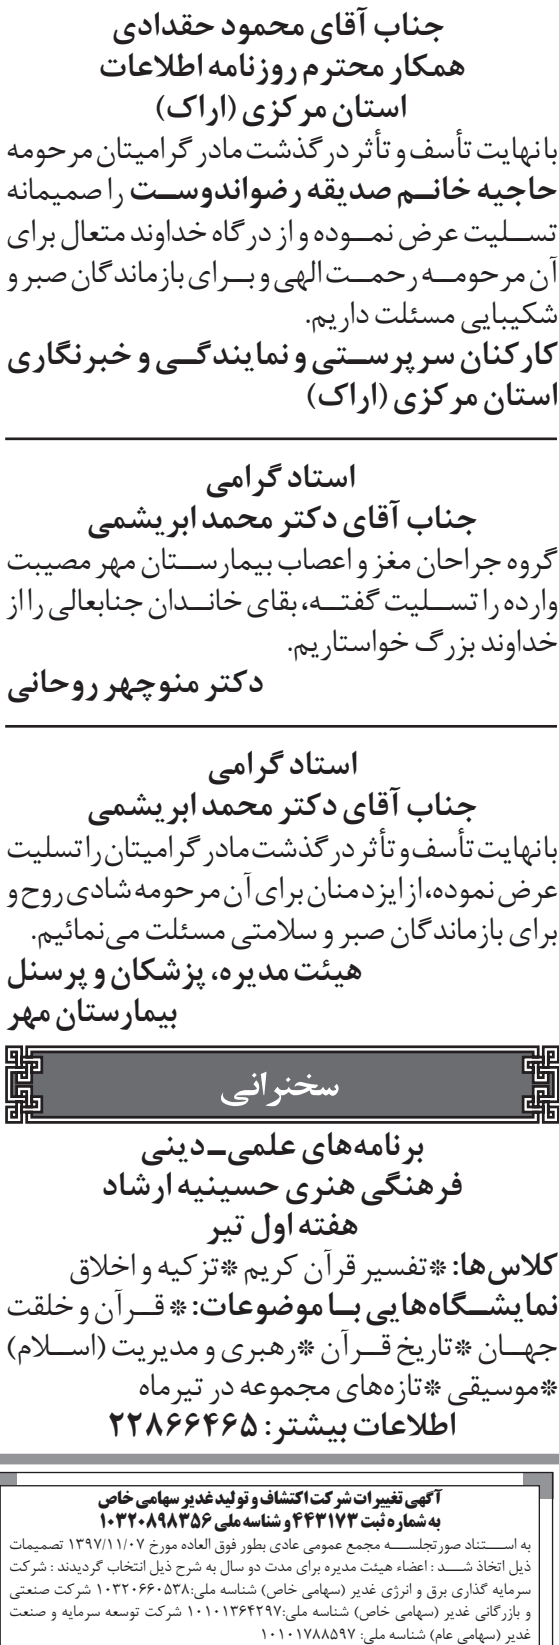 جناب آقای محمود حقدادی
همکار محترم روزنامه اطلاعات
استان مرکزی (اراک)
بانهایت تأسف و تأثر درگذشت مادر گرامیتان مرحومه
حاجیه خانم صدیقه رضواندوست را صمیمانه
تسلیت عرض نموده و از درگاه خداوند متعال برای
آن مرحومه رحمت الهی و برای بازماندگان صبر و
شکیبایی مسئلت داریم.
کارکنان سرپرستی و نمایندگی و خبرنگاری
استان مرکزی (اراک)
استاد گرامی
جناب آقای دکتر محمد ابریشمی
گروه جراحان مغز و اعصاب بیمارستان مهر مصیبت
وارده را تسلیت گفته، بقای خاندان جنابعالی را از
خداوند بزرگ خواستاریم.
دکتر منوچهر روحانی
استاد گرامی
جناب آقای دکتر محمد ابریشمی
بانهایت تأسف و تأثر درگذشت مادر گرامیتان را تسلیت
عرض نموده، از ایزد منان برای آن مرحومه شادی روح و
برای بازماندگان صبر و سلامتی مسئلت می‌نمائیم.
هیئت مدیره، پزشکان و پرسنل
بیمارستان مهر
سخنرانی
برنامه‌های علمی-دینی
فرهنگی هنری حسینیه ارشاد
هفته اول تیر
کلاس‌ها: *تفسیر قرآن کریم *تزکیه و اخلاق
نمایشگاه‌هایی با موضوعات: * قرآن و خلقت
جهان *تاریخ قرآن *رهبری و مدیریت (اسلام)
*موسیقی *تازه‌های مجموعه در تیرماه
اطلاعات بیشتر: ۲۲۸۶۶۴۶۵
آگهی تغییرات شرکت اکتشاف و تولید غدیر سهامی خاص
به شماره ثبت ۴۴۳۱۷۳ و شناسه ملی ۱۰۳۲۰۸۹۸۳۵۶
به استناد صورتجلسه مجمع عمومی عادی بطور فوق العاده مورخ ۱۳۹۷/۱۱/۰۷ تصمیمات
ذیل اتخاذ شد : اعضاء هیئت مدیره برای مدت دو سال به شرح ذیل انتخاب گردیدند : شرکت
سرمایه گذاری برق و انرژی غدیر (سهامی خاص) شناسه ملی:۱۰۳۲۰۶۶۰۵۳۸ شرکت صنعتی
و بازرگانی غدیر (سهامی خاص) شناسه ملی:۱۰۱۰۱۳۶۴۲۹۷ شرکت توسعه سرمایه و صنعت
غدیر (سهامی عام) شناسه ملی: ۱۰۱۰۱۷۸۸۵۹۷